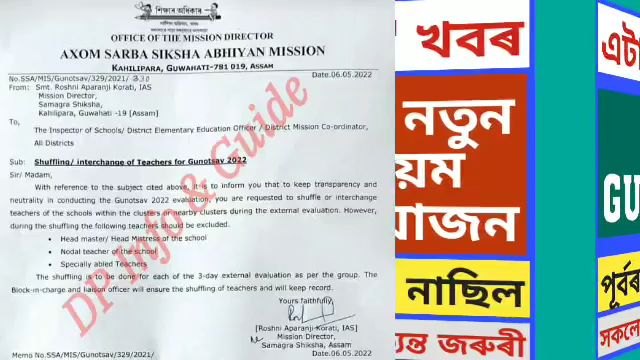 শিক্ষাৰ অধিকাৰ
OFFICE OF THE MISSION DIRECTOR
AXOM SARBA SIKSHA ABHIYAN MISSION
KAHILIPARA, GUWAHATI-781 019, ASSAM
No.SSA/MIS/Gunotsav/329/2021/ 330 Date.06.05.2022
From: Smt. Roshni Aparanji Korati, IAS
Mission Director,
Samagra Siksha,
Kahilipara, Guwahati -19 [Assam]
To,
The Inspector of Schools/ District Elementary Education Officer / District Mission Co-ordinator,
All Districts
Sub: Shuffling/ interchange of Teachers for Gunotsav 2022
Sir/ Madam,
With reference to the subject cited above, it is to inform you that to keep transparency and
neutrality in conducting the Gunotsav 2022 evaluation, you are requested to shuffle or interchange
teachers of the schools within the clusters or nearby clusters during the external evaluation. However,
during the shuffling the following teachers should be excluded.
• Head master/ Head Mistress of the school
• Nodal teacher of the school
• Specially abled Teachers
The shuffling is to be done for each of the 3-day external evaluation as per the group. The
Block-in-charge and liaison officer will ensure the shuffling of teachers and will keep record.
Yours faithfully,
[Roshni Aparanji Korati, IAS]
Mission Director,
Samagra Siksha, Assam
Memo No.SSA/MIS/Gunotsav/329/2021/ Date.06.05.2022
DP Info & Guide
খবৰ
নতুন
য়ম
য়োজন
নাছিল
ন্ত জৰুৰী
এটা
GU
পূৰ্বৰ
সকলে